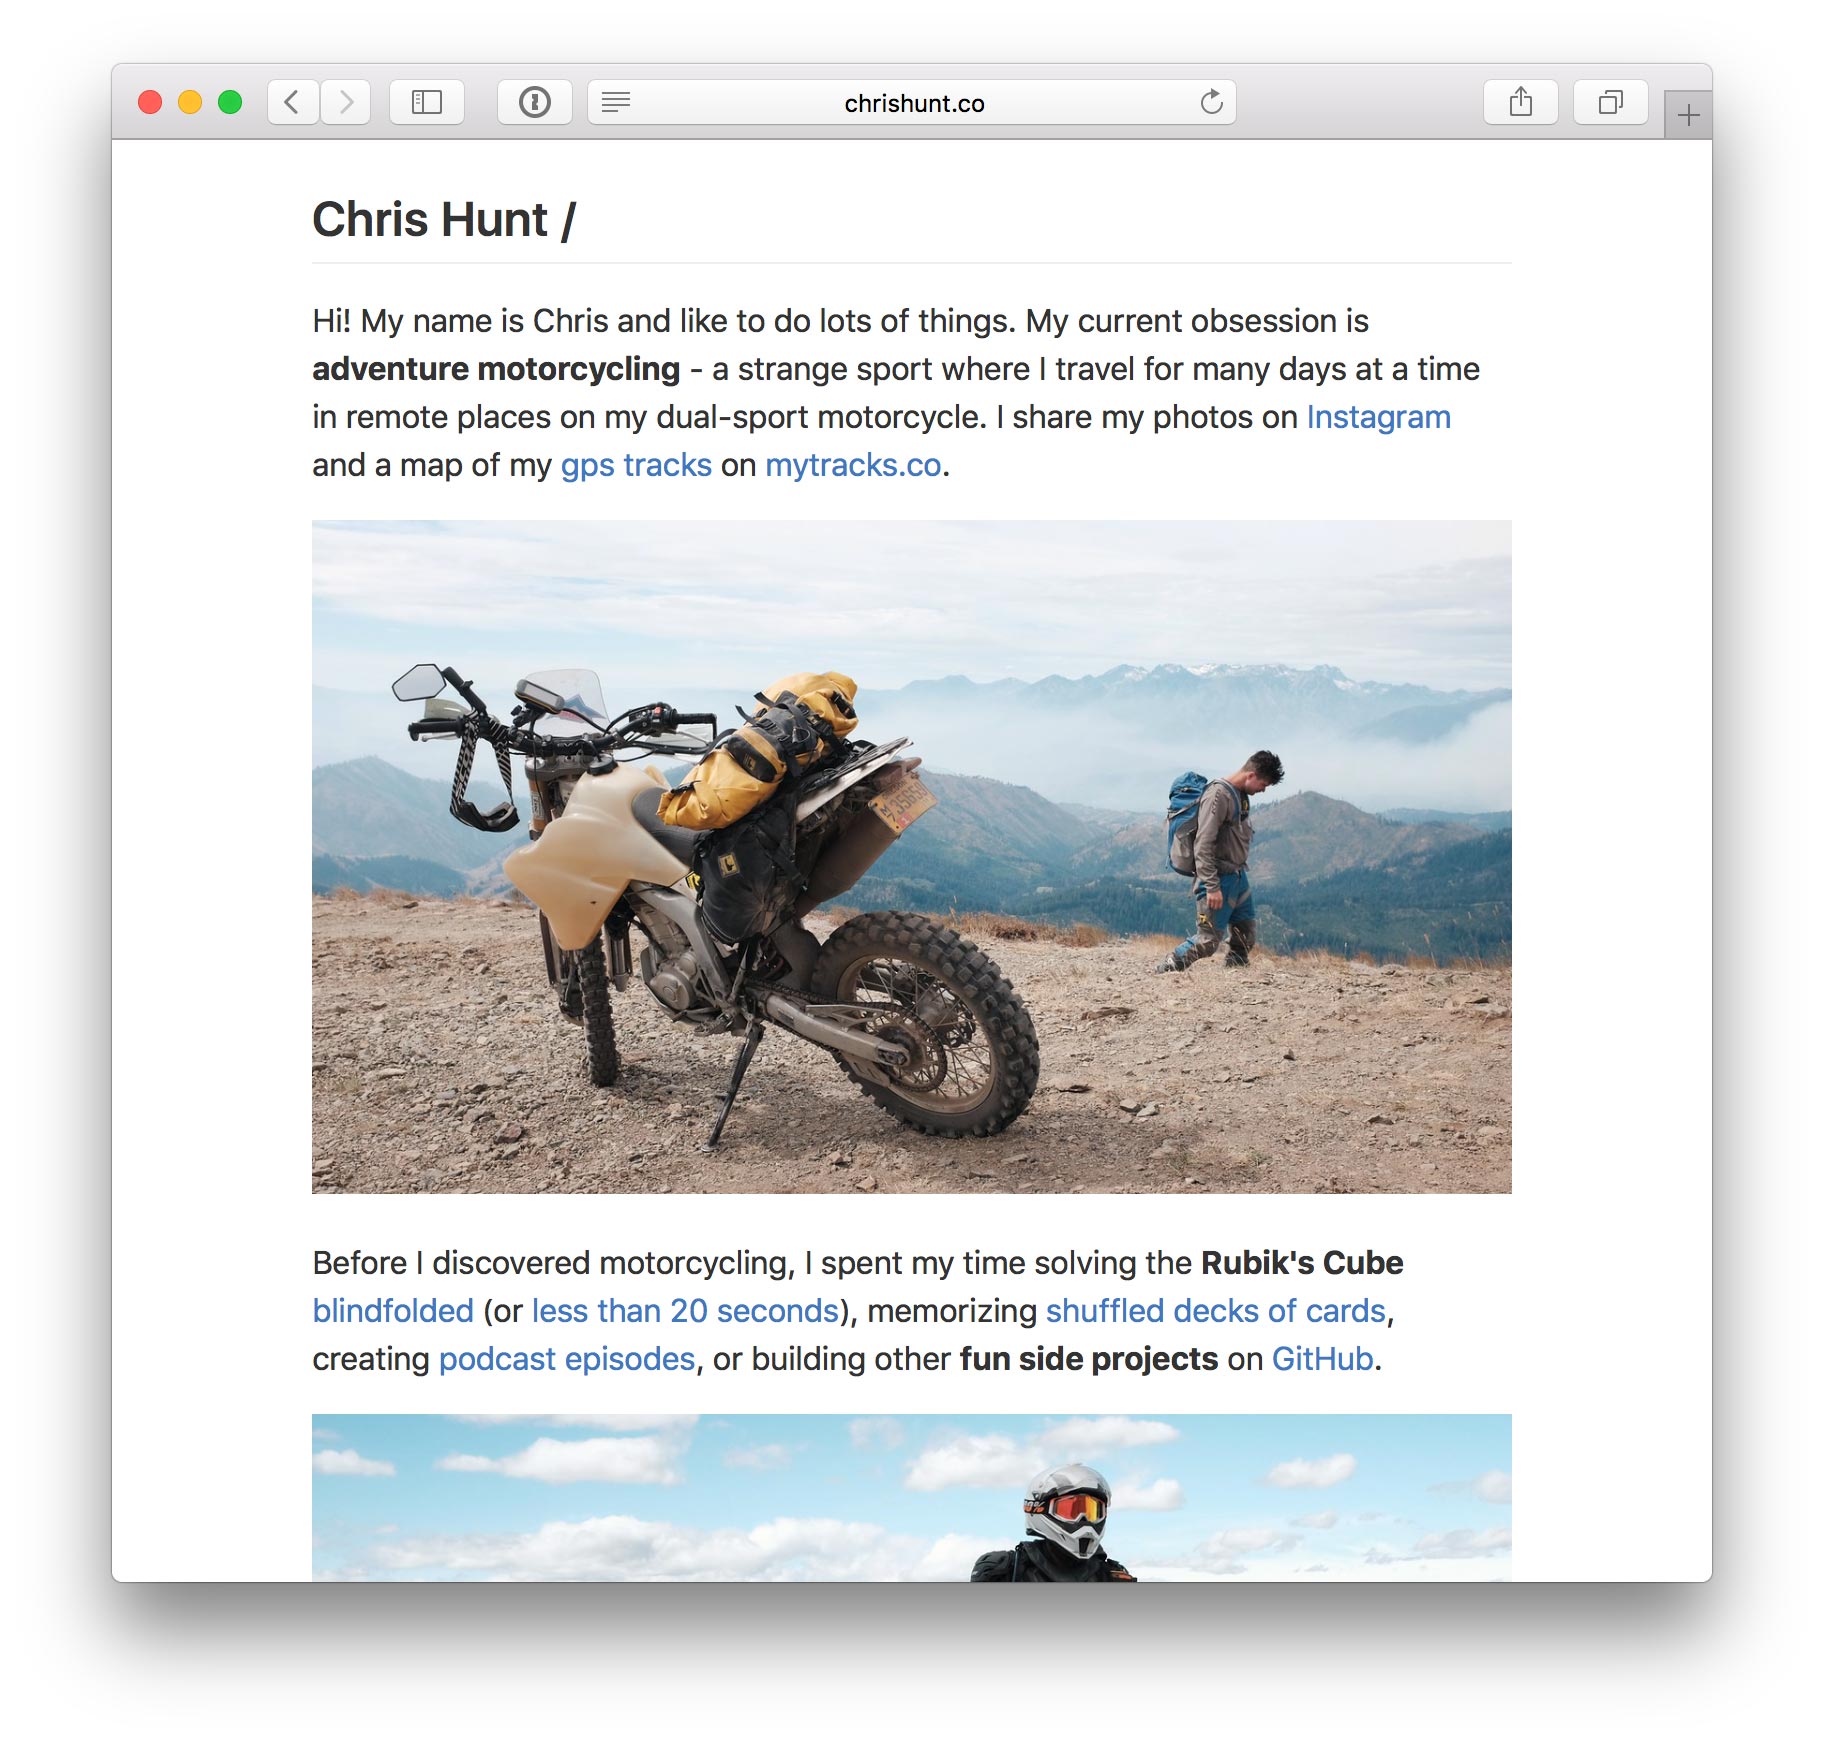 chrishunt.co
Chris Hunt /
Hi! My name is Chris and like to do lots of things. My current obsession is
adventure motorcycling - a strange sport where I travel for many days at a time
in remote places on my dual-sport motorcycle. I share my photos on Instagram
and a map of my gps tracks on mytracks.co.
Before I discovered motorcycling, I spent my time solving the Rubik's Cube
blindfolded (or less than 20 seconds), memorizing shuffled decks of cards,
creating podcast episodes, or building other fun side projects on GitHub.